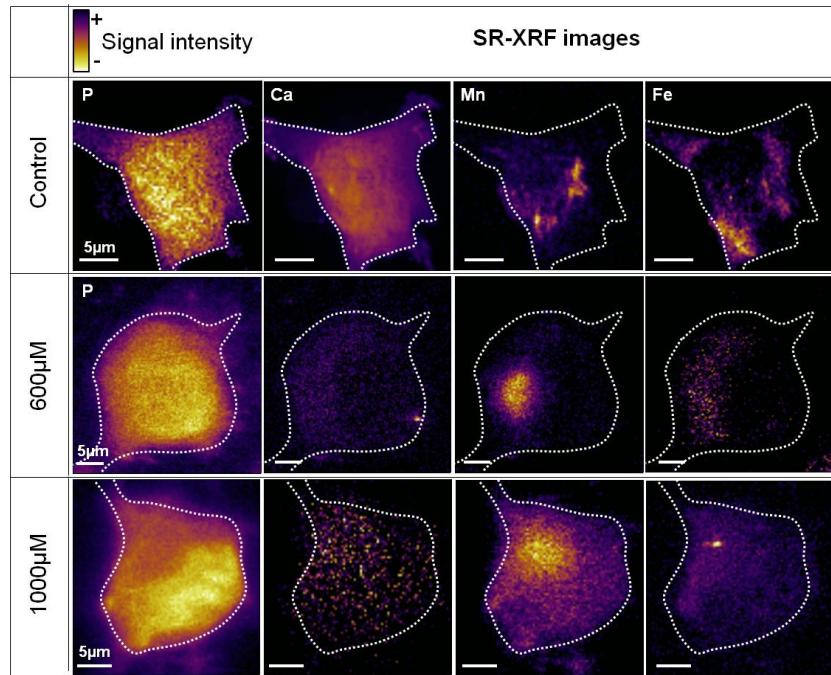 +
Signal intensity
-
SR-XRF images
Control
P
Ca
Mn
Fe
5µm
600µM
P
5µm
1000µM
5µm